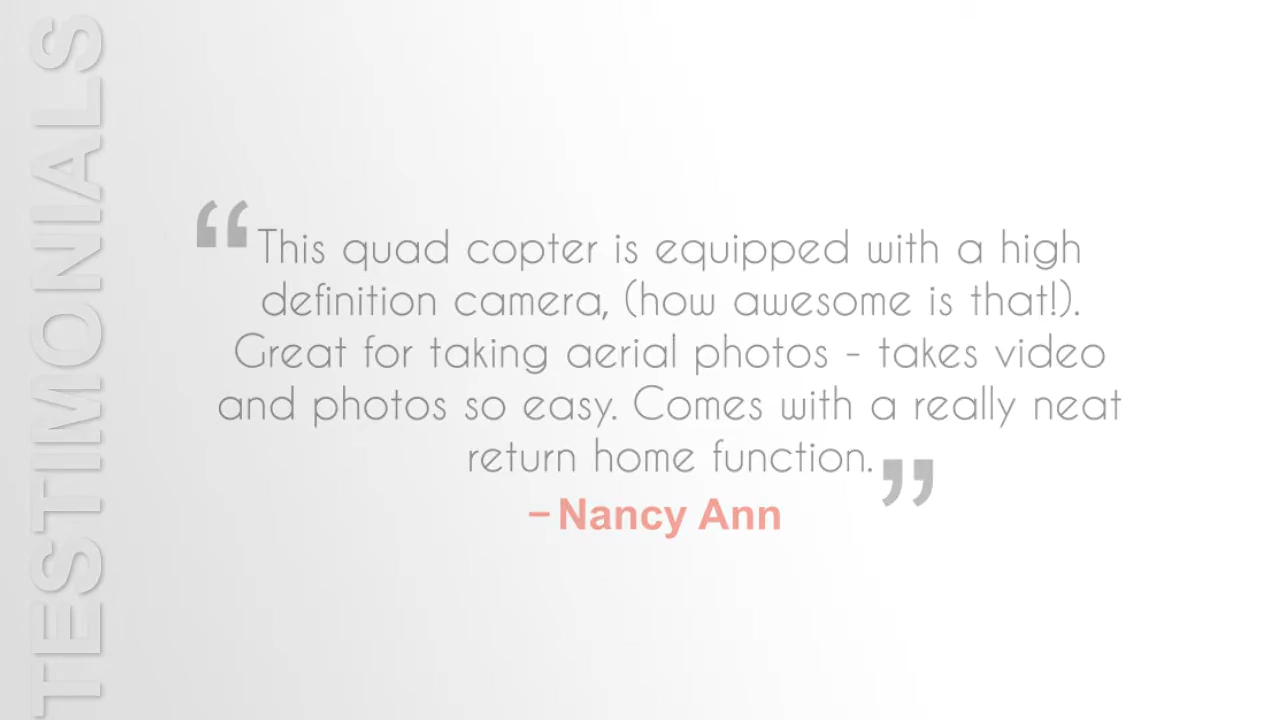 TESTIMONIALS
“This quad copter is equipped with a high
definition camera, (how awesome is that!).
Great for taking aerial photos - takes video
and photos so easy. Comes with a really neat
return home function.”
– Nancy Ann